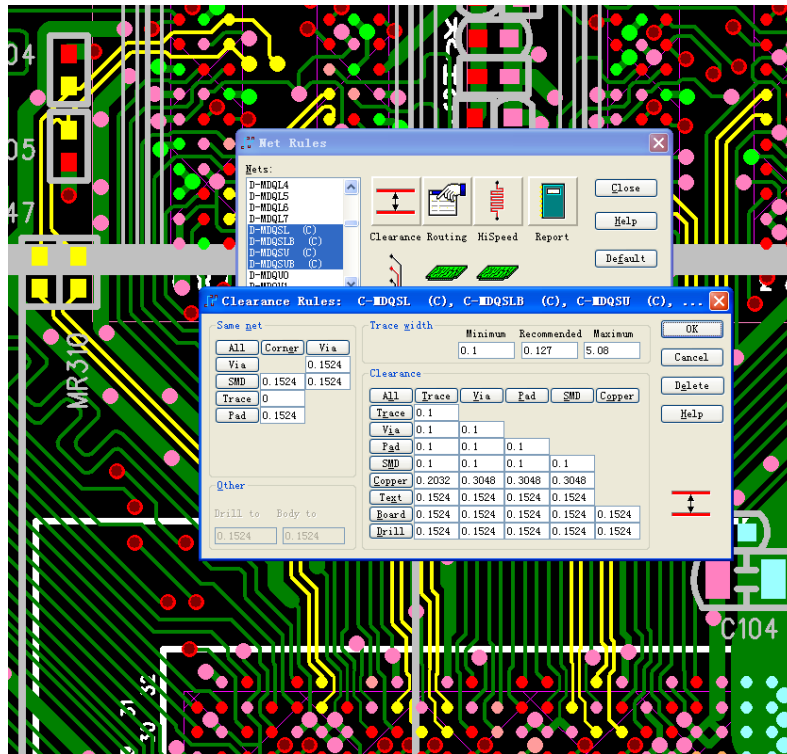 04
05
47
MR310
Net Rules
Nets:
D-MDQL4
D-MDQL5
D-MDQL6
D-MDQL7
D-MDQSL (C)
D-MDQSLB (C)
D-MDQSU (C)
D-MDQSUB (C)
D-MDQU0
D-MDQU1
Clearance Routing HiSpeed Report
Close
Help
Default
Clearance Rules: C-MDQSL (C), C-MDQSLB (C), C-MDQSU (C), ...
Same net
All Corner Via
Via 0.1524
SMD 0.1524 0.1524
Trace 0
Pad 0.1524
Other
Drill to Body to
0.1524 0.1524
Trace width
Minimum Recommended Maximum
0.1 0.127 5.08
Clearance
All Trace Via Pad SMD Copper
Trace 0.1
Via 0.1 0.1
Pad 0.1 0.1 0.1
SMD 0.1 0.1 0.1 0.1
Copper 0.2032 0.3048 0.3048 0.3048
Text 0.1524 0.1524 0.1524 0.1524
Board 0.1524 0.1524 0.1524 0.1524 0.1524
Drill 0.1524 0.1524 0.1524 0.1524 0.1524
OK
Cancel
Delete
Help
C104
32
31
30